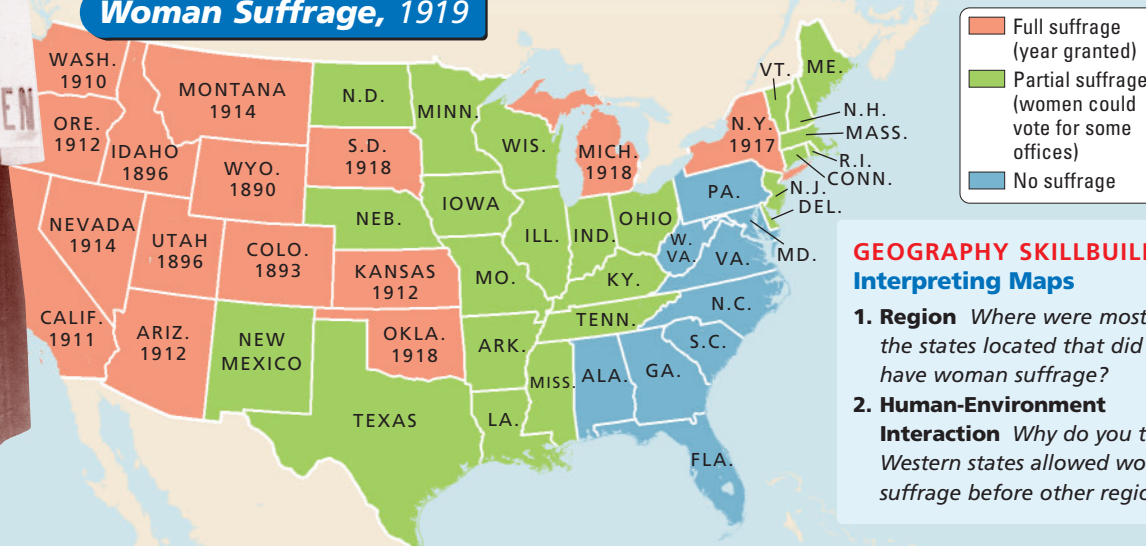 Woman Suffrage, 1919
EN
WASH.
1910
ORE.
1912
IDAHO
1896
MONTANA
1914
WYO.
1890
NEVADA
1914
UTAH
1896
COLO.
1893
CALIF.
1911
ARIZ.
1912
NEW
MEXICO
N.D.
S.D.
1918
NEB.
KANSAS
1912
OKLA.
1918
TEXAS
MINN.
IOWA
MO.
ARK.
LA.
WIS.
ILL.
MICH.
1918
IND.
OHIO
KY.
TENN.
MISS.
ALA.
GA.
FLA.
S.C.
N.C.
VA.
W.
VA.
PA.
N.Y.
1917
VT.
ME.
N.H.
MASS.
R.I.
CONN.
N.J.
DEL.
MD.
Full suffrage
(year granted)
Partial suffrage
(women could
vote for some
offices)
No suffrage
GEOGRAPHY SKILLBUIL
Interpreting Maps
1. Region Where were most
the states located that did
have woman suffrage?
2. Human-Environment
Interaction Why do you t
Western states allowed wo
suffrage before other regio